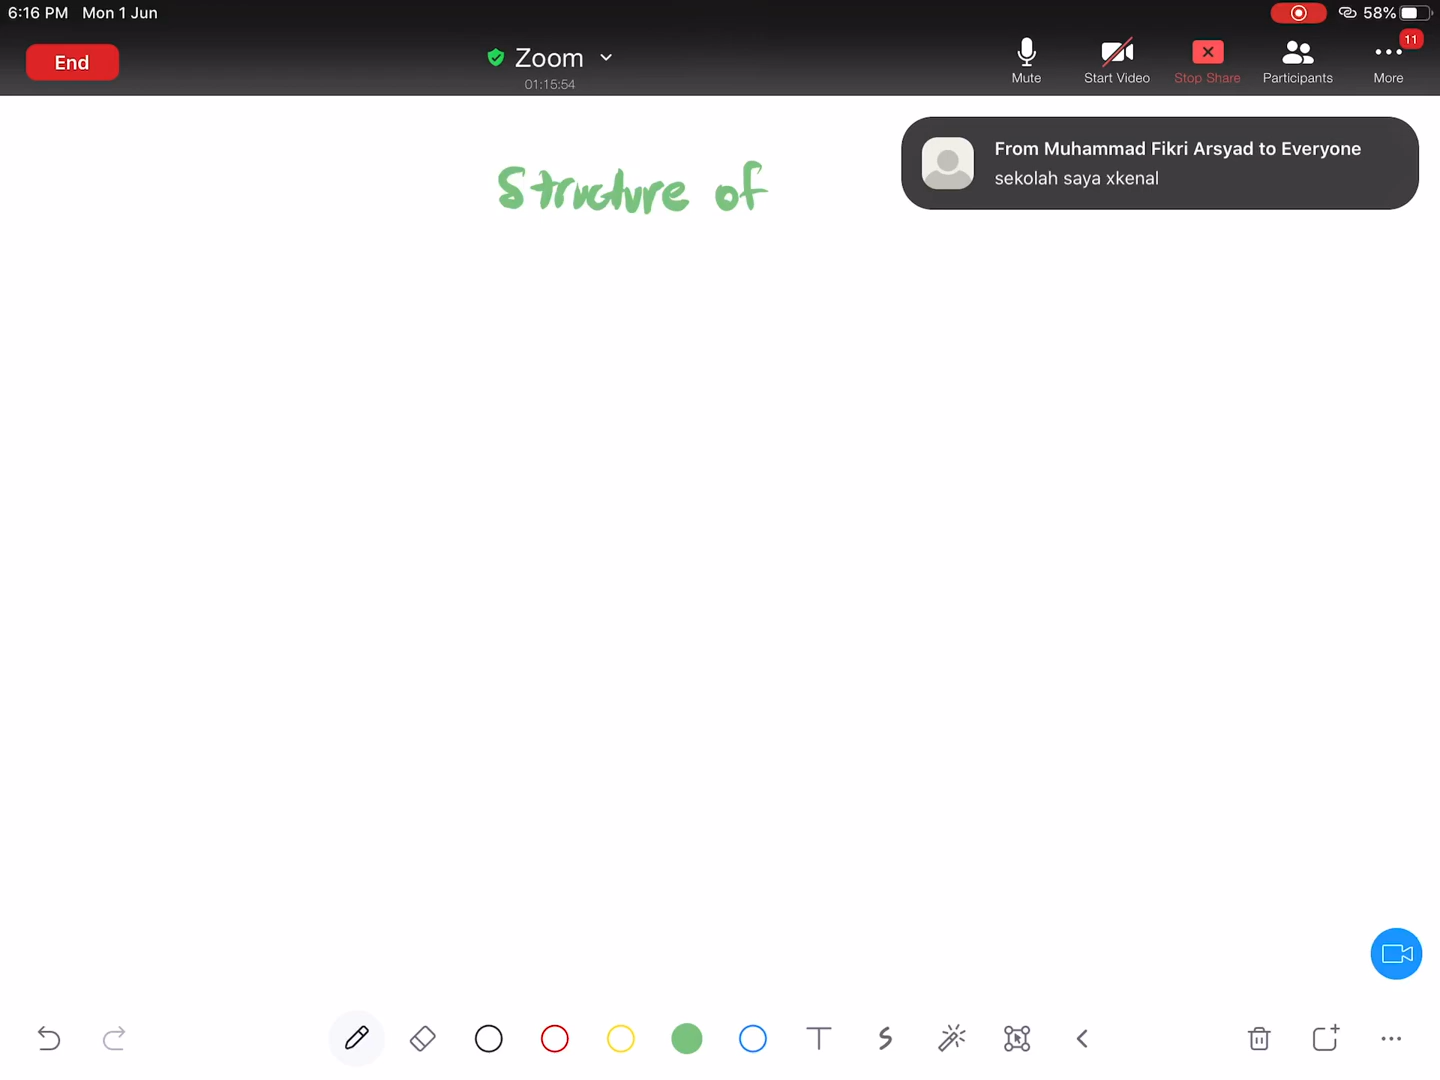 6:16 PM Mon 1 Jun
58%
End
Zoom
01:15:54
Mute
Start Video
Stop Share
Participants
More
11
From Muhammad Fikri Arsyad to Everyone
sekolah saya xkenal
Structure of
T